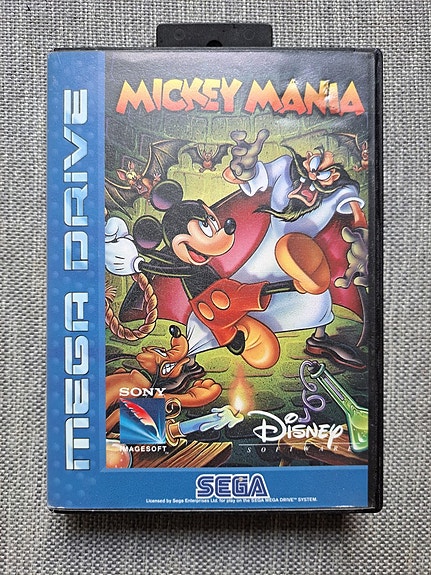 MICKEY MANIA
MEGA DRIVE
SONY
IMAGESOFT
Disney
SOFTWARE
SEGA
Licensed by Sega Enterprises Ltd. for play on the SEGA MEGA DRIVE™ SYSTEM.